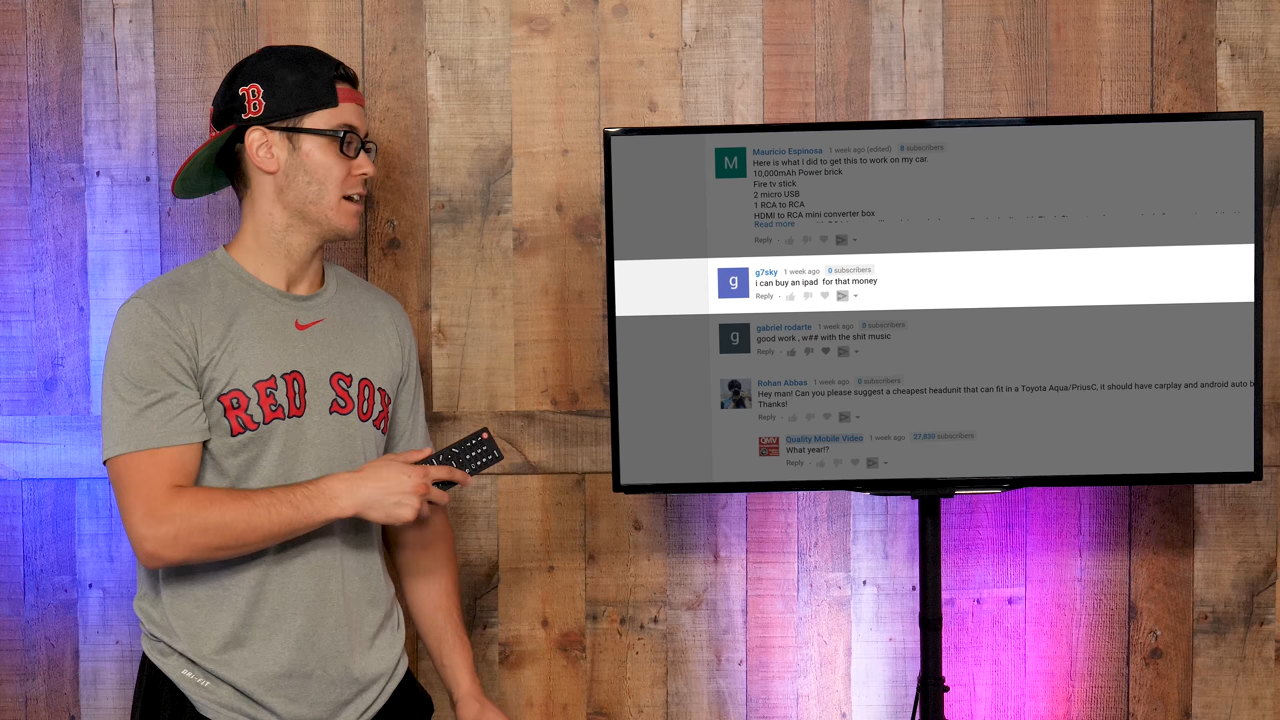 B
RED SOX
DRI-FIT
M
Mauricio Espinosa 1 week ago (edited) 8 subscribers
Here is what I did to get this to work on my car.
10,000mAh Power brick
Fire tv stick
2 micro USB
1 RCA to RCA
HDMI to RCA mini converter box
Read more
Reply
g
g7sky 1 week ago 0 subscribers
i can buy an ipad for that money
Reply
g
gabriel rodarte 1 week ago 0 subscribers
good work , w## with the shit music
Reply
Rohan Abbas 1 week ago 0 subscribers
Hey man! Can you please suggest a cheapest headunit that can fit in a Toyota Aqua/PriusC, it should have carplay and android auto b
Thanks!
Reply
QMV
Quality Mobile Video 1 week ago 27,830 subscribers
What year!?
Reply